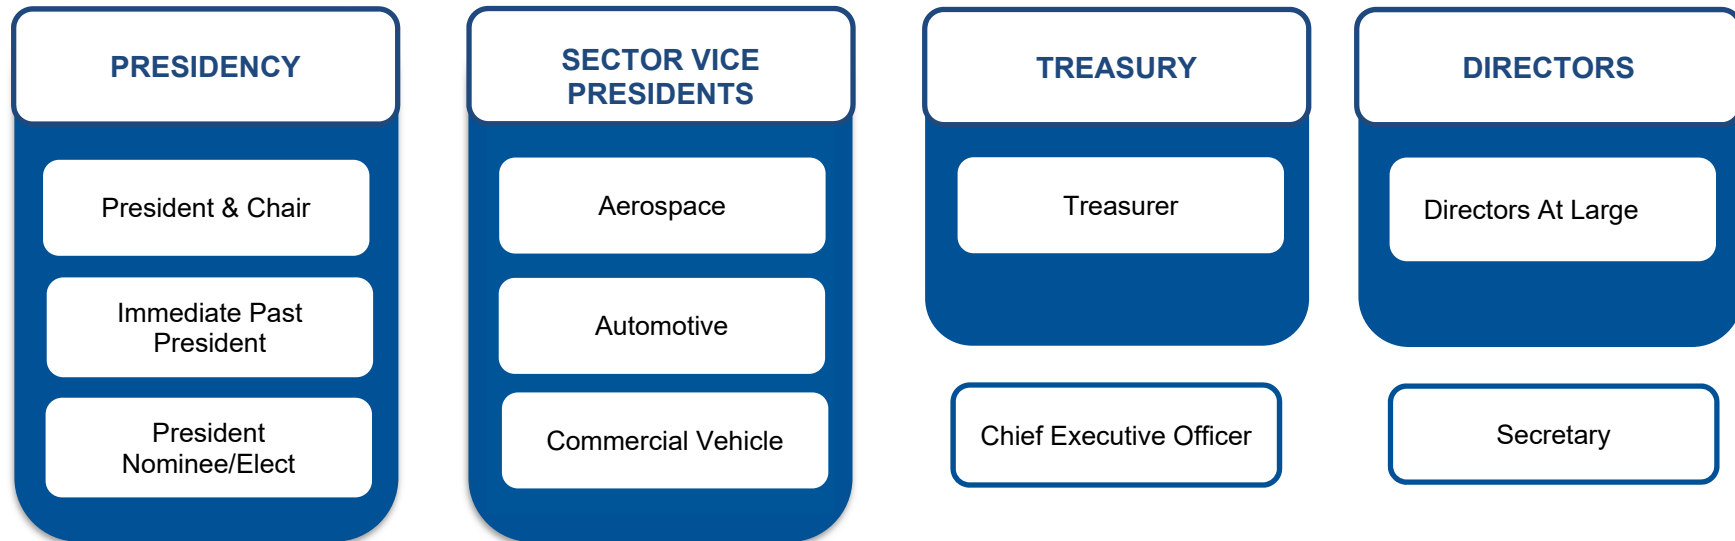 PRESIDENCY
President & Chair
Immediate Past
President
President
Nominee/Elect
SECTOR VICE
PRESIDENTS
Aerospace
Automotive
Commercial Vehicle
TREASURY
Treasurer
Chief Executive Officer
DIRECTORS
Directors At Large
Secretary